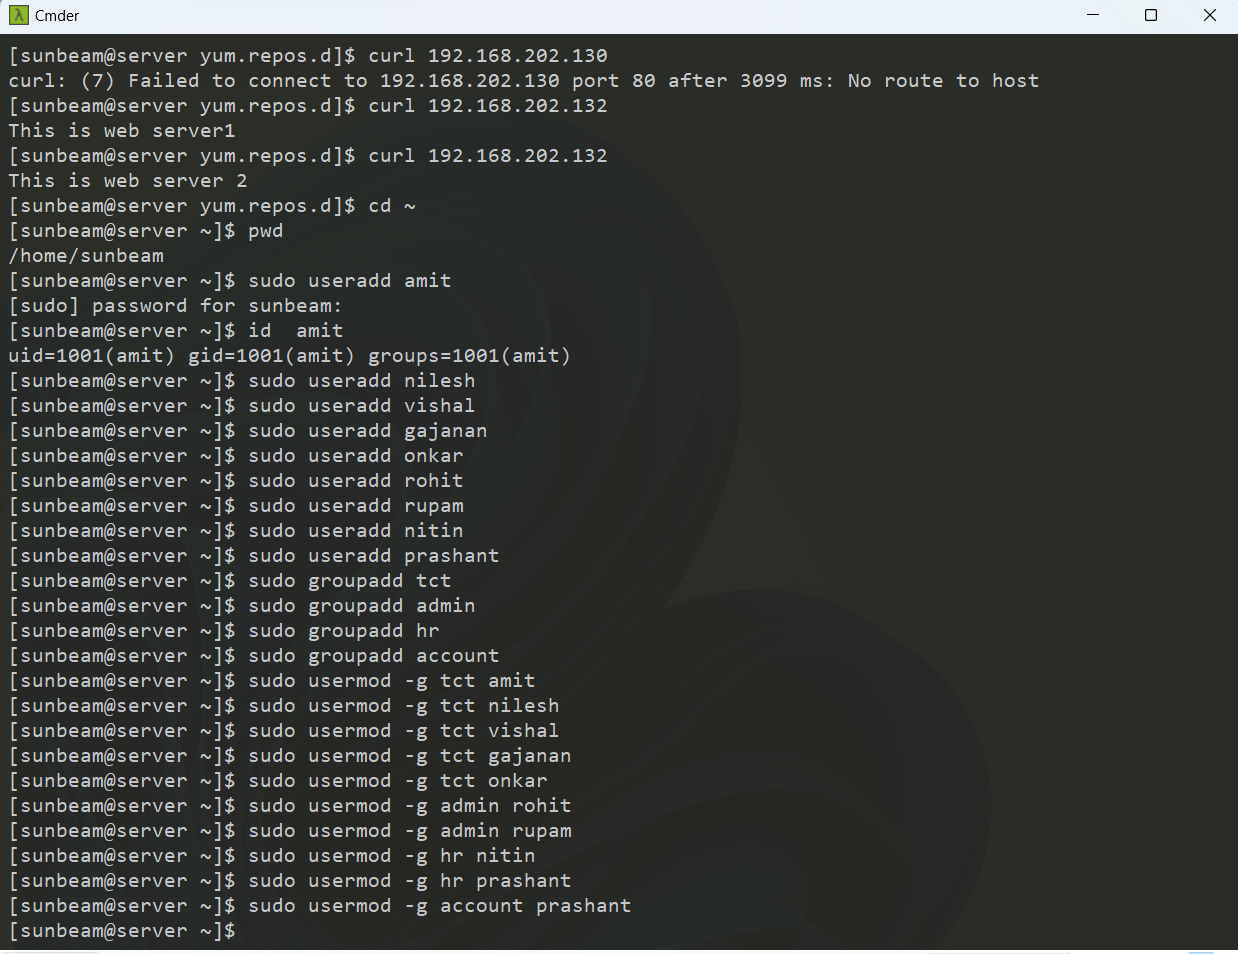 Cmder
[sunbeam@server yum.repos.d]$ curl 192.168.202.130
curl: (7) Failed to connect to 192.168.202.130 port 80 after 3099 ms: No route to host
[sunbeam@server yum.repos.d]$ curl 192.168.202.132
This is web server1
[sunbeam@server yum.repos.d]$ curl 192.168.202.132
This is web server 2
[sunbeam@server yum.repos.d]$ cd ~
[sunbeam@server ~]$ pwd
/home/sunbeam
[sunbeam@server ~]$ sudo useradd amit
[sudo] password for sunbeam:
[sunbeam@server ~]$ id  amit
uid=1001(amit) gid=1001(amit) groups=1001(amit)
[sunbeam@server ~]$ sudo useradd nilesh
[sunbeam@server ~]$ sudo useradd vishal
[sunbeam@server ~]$ sudo useradd gajanan
[sunbeam@server ~]$ sudo useradd onkar
[sunbeam@server ~]$ sudo useradd rohit
[sunbeam@server ~]$ sudo useradd rupam
[sunbeam@server ~]$ sudo useradd nitin
[sunbeam@server ~]$ sudo useradd prashant
[sunbeam@server ~]$ sudo groupadd tct
[sunbeam@server ~]$ sudo groupadd admin
[sunbeam@server ~]$ sudo groupadd hr
[sunbeam@server ~]$ sudo groupadd account
[sunbeam@server ~]$ sudo usermod -g tct amit
[sunbeam@server ~]$ sudo usermod -g tct nilesh
[sunbeam@server ~]$ sudo usermod -g tct vishal
[sunbeam@server ~]$ sudo usermod -g tct gajanan
[sunbeam@server ~]$ sudo usermod -g tct onkar
[sunbeam@server ~]$ sudo usermod -g admin rohit
[sunbeam@server ~]$ sudo usermod -g admin rupam
[sunbeam@server ~]$ sudo usermod -g hr nitin
[sunbeam@server ~]$ sudo usermod -g hr prashant
[sunbeam@server ~]$ sudo usermod -g account prashant
[sunbeam@server ~]$